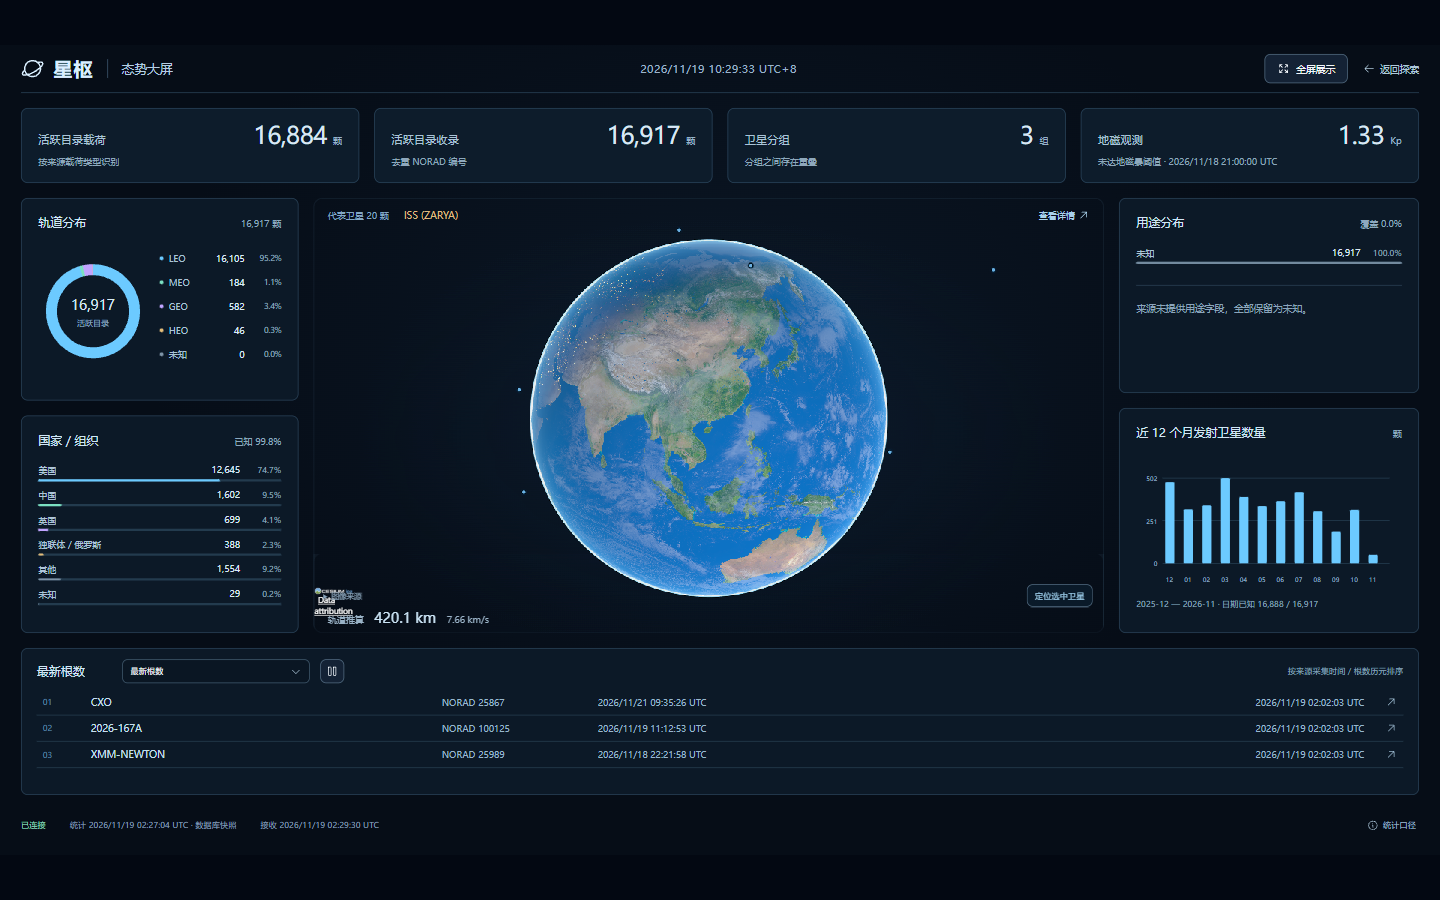 星枢 态势大屏 2026/11/19 10:29:33 UTC+8 全屏展示 ← 返回探索
活跃目录载荷 16,884 颗
按来源载荷类型识别
活跃目录收录 16,917 颗
去重 NORAD 编号
卫星分组 3 组
分组之间存在重叠
地磁观测 1.33 Kp
未达地磁暴阈值 · 2026/11/18 21:00:00 UTC
轨道分布 16,917 颗
16,917
活跃目录
LEO 16,105 95.2%
MEO 184 1.1%
GEO 582 3.4%
HEO 46 0.3%
未知 0 0.0%
国家 / 组织 已知 99.8%
美国 12,645 74.7%
中国 1,602 9.5%
英国 699 4.1%
独联体 / 俄罗斯 388 2.3%
其他 1,554 9.2%
未知 29 0.2%
代表卫星 20 颗 ISS (ZARYA) 查看详情
Data
attribution
轨道推算 420.1 km 7.66 km/s
定位选中卫星
用途分布 覆盖 0.0%
未知 16,917 100.0%
来源未提供用途字段，全部保留为未知。
近 12 个月发射卫星数量 颗
502
251
0
12 01 02 03 04 05 06 07 08 09 10 11
2025-12 — 2026-11 · 日期已知 16,888 / 16,917
最新根数 最新根数 按来源采集时间 / 根数历元排序
01 CXO NORAD 25867 2026/11/21 09:35:26 UTC 2026/11/19 02:02:03 UTC
02 2026-167A NORAD 100125 2026/11/19 11:12:53 UTC 2026/11/19 02:02:03 UTC
03 XMM-NEWTON NORAD 25989 2026/11/18 22:21:58 UTC 2026/11/19 02:02:03 UTC
已连接 统计 2026/11/19 02:27:04 UTC · 数据库快照 接收 2026/11/19 02:29:30 UTC 统计口径